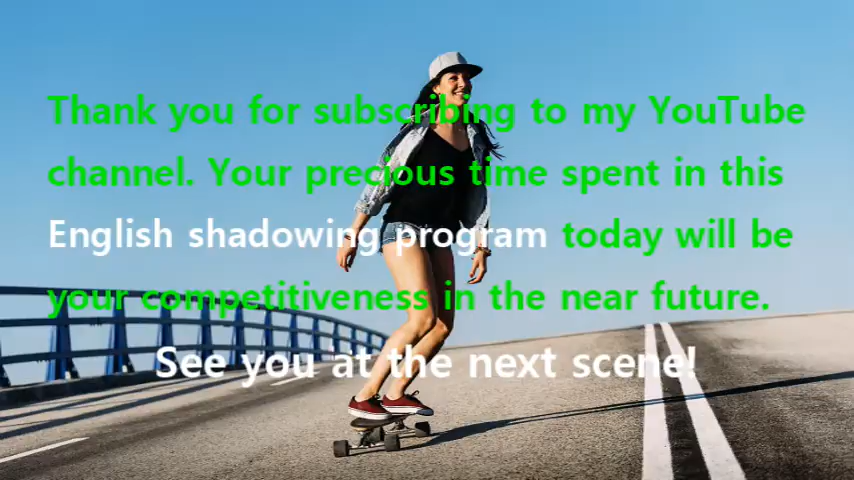 Thank you for subscribing to my YouTube
channel. Your precious time spent in this
English shadowing program today will be
your competitiveness in the near future.
See you at the next scene!